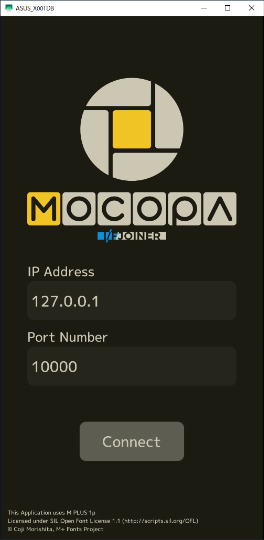 ASUS_X00TDB
MOCOPA
I/F JOINER
IP Address
127.0.0.1
Port Number
10000
Connect
This Application uses M PLUS 1p
Licensed under SIL Open Font License 1.1 (http://scripts.sil.org/OFL)
© Coji Morishita, M+ Fonts Project